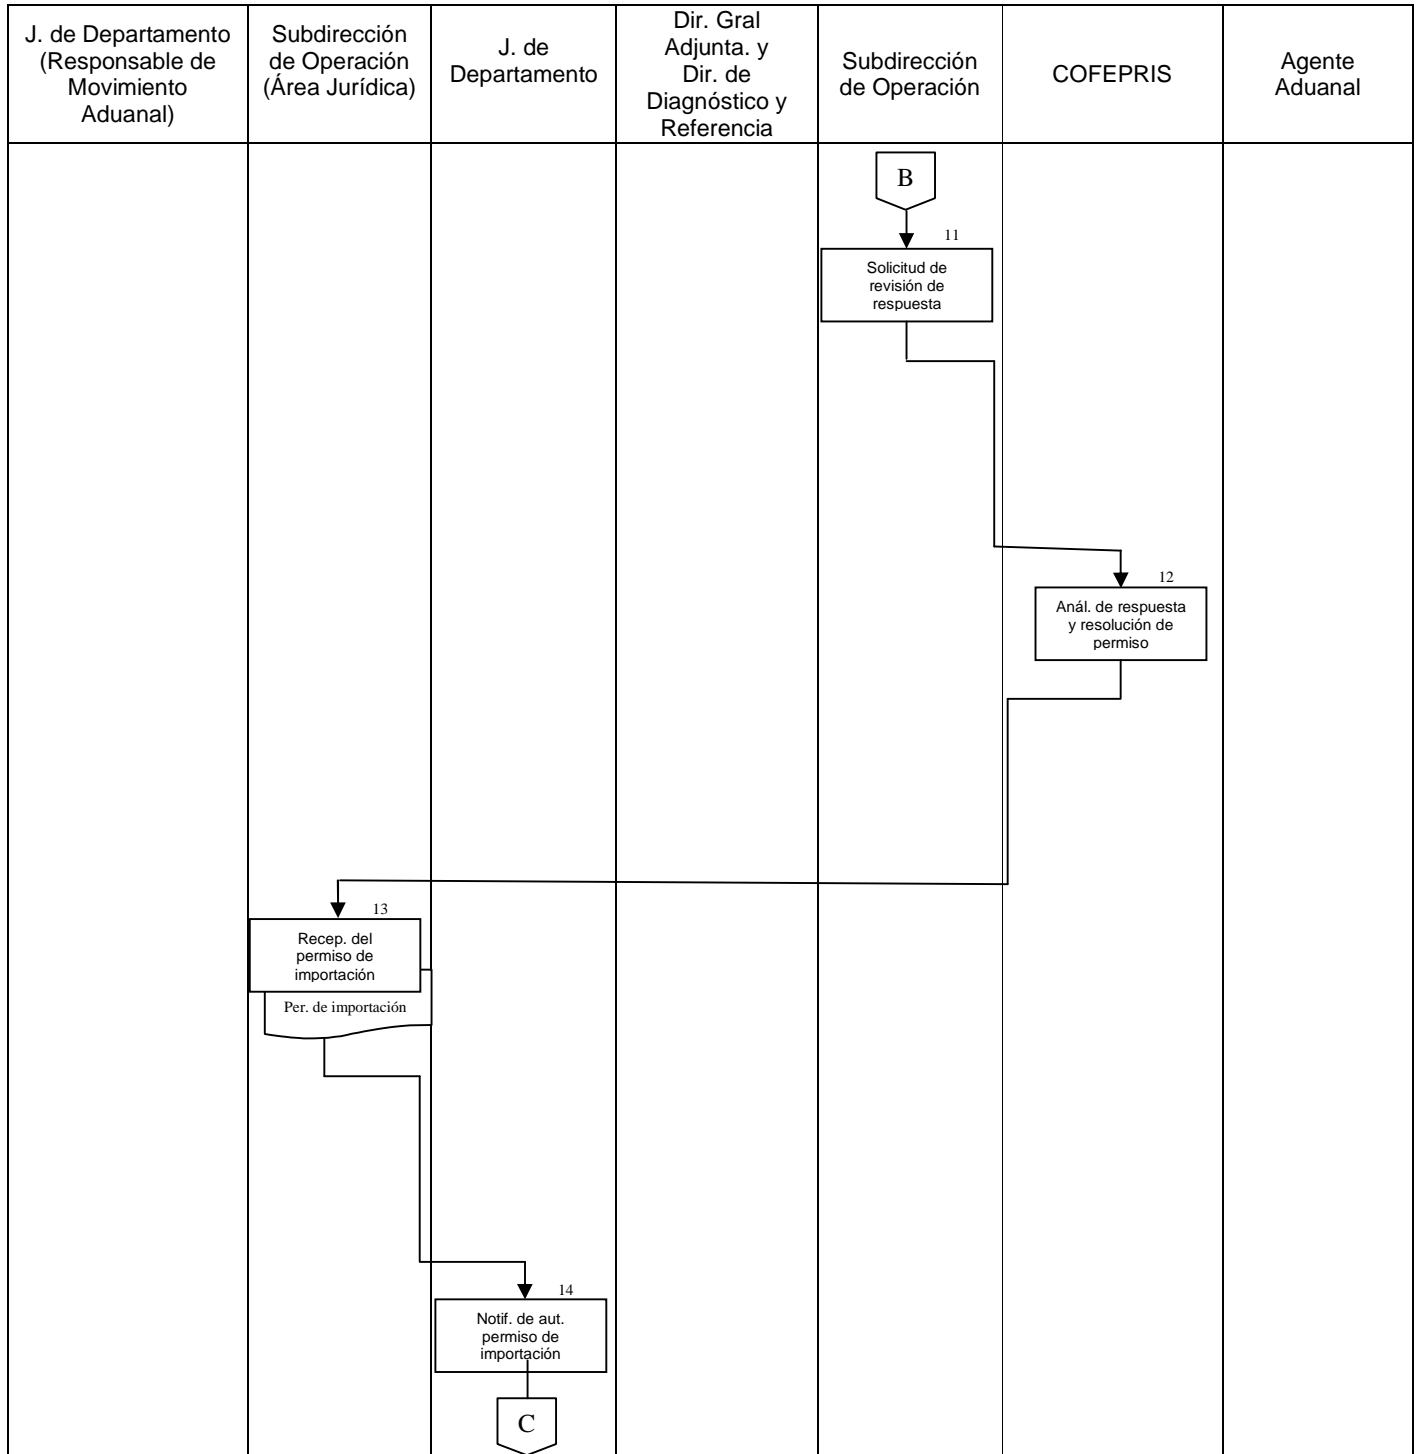 J. de Departamento
(Responsable de
Movimiento
Aduanal)
Subdirección
de Operación
(Área Jurídica)
J. de
Departamento
Dir. Gral
Adjunta. y
Dir. de
Diagnóstico y
Referencia
Subdirección
de Operación
COFEPRIS
Agente
Aduanal
B
11
Solicitud de
revisión de
respuesta
12
Anál. de respuesta
y resolución de
permiso
13
Recep. del
permiso de
importación
Per. de importación
14
Notif. de aut.
permiso de
importación
C